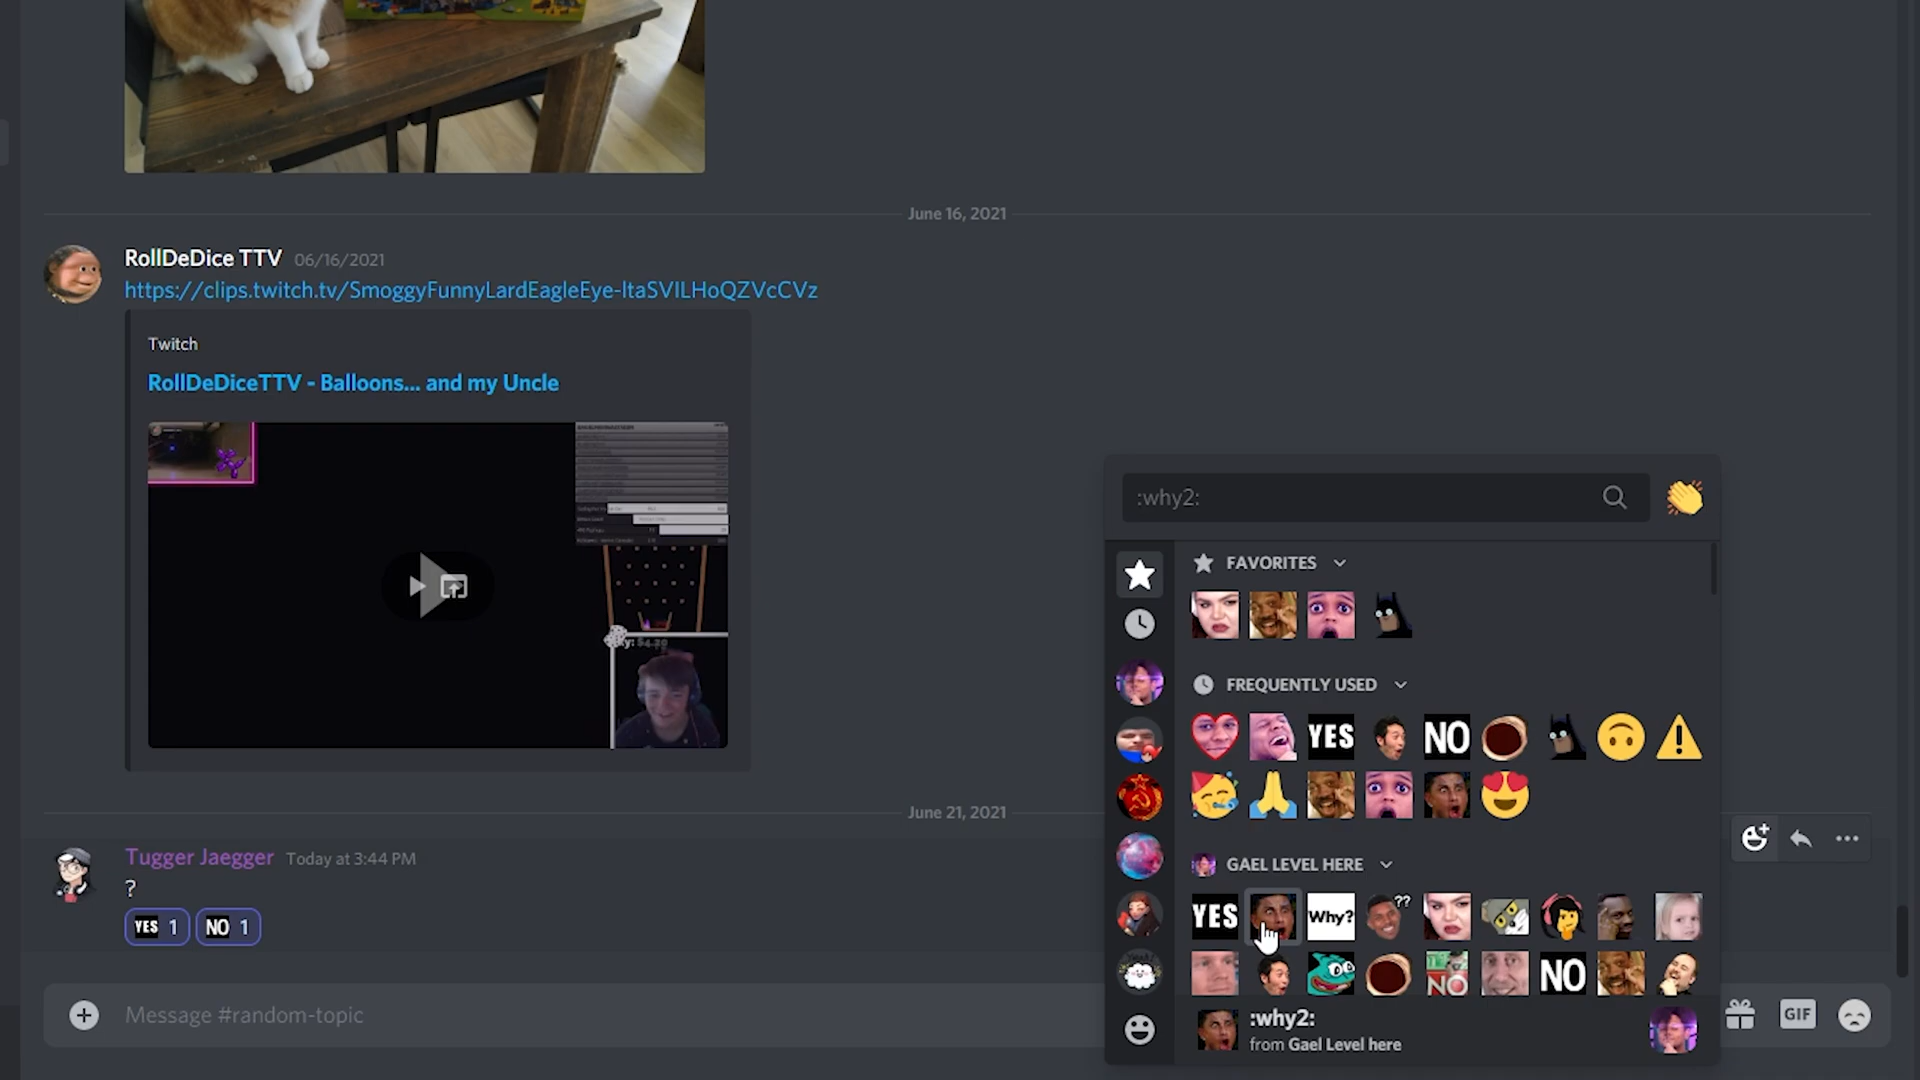 June 16, 2021
RollDeDice TTV 06/16/2021
https://clips.twitch.tv/SmoggyFunnyLardEagleEye-ItaSVILHoQZVcCVz
Twitch
RollDeDiceTTV - Balloons... and my Uncle
June 21, 2021
Tugger Jaegger Today at 3:44 PM
?
YES 1 NO 1
Message #random-topic
GIF
:why2:
FAVORITES
FREQUENTLY USED
YES NO
GAEL LEVEL HERE
YES Why? ??
NO NO
:why2:
from Gael Level here